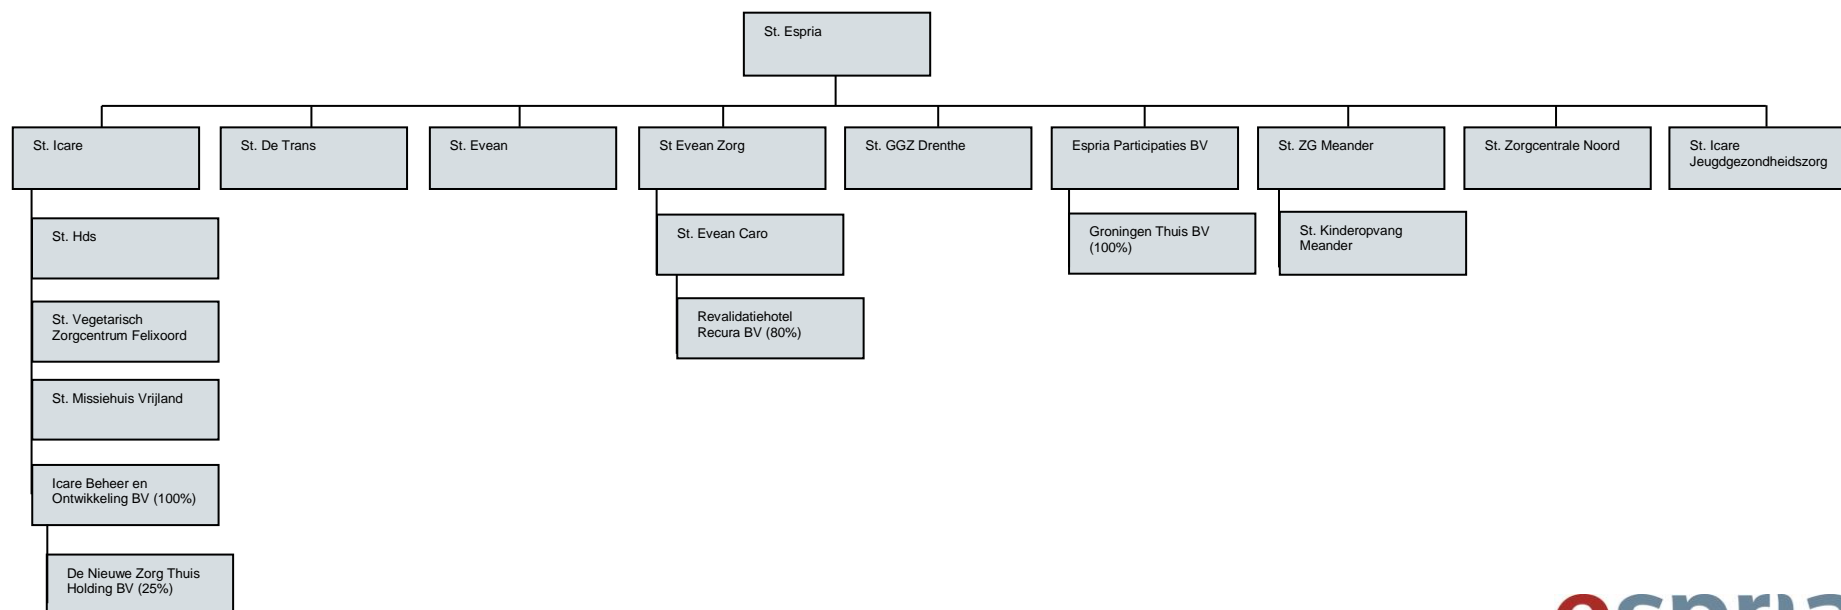 St. Espria
St. Icare
St. De Trans
St. Evean
St Evean Zorg
St. GGZ Drenthe
Espria Participaties BV
St. ZG Meander
St. Zorgcentrale Noord
St. Icare
Jeugdgezondheidszorg
St. Hds
St. Evean Caro
Groningen Thuis BV
(100%)
St. Kinderopvang
Meander
St. Vegetarisch
Zorgcentrum Felixoord
Revalidatiehotel
Recura BV (80%)
St. Missiehuis Vrijland
Icare Beheer en
Ontwikkeling BV (100%)
De Nieuwe Zorg Thuis
Holding BV (25%)
espria